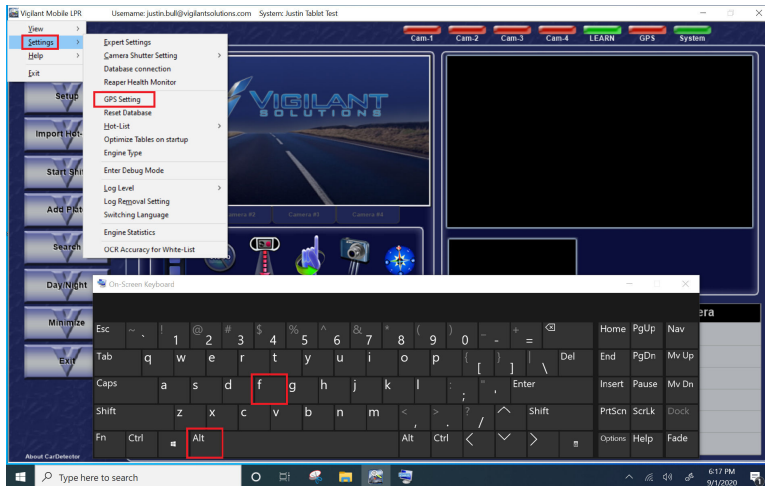 Vigilant Mobile LPR Username: justin.bull@vigilantsolutions.com System: Justin Tablet Test
View
Settings
Help
Exit
Expert Settings
Camera Shutter Setting
Database connection
Reaper Health Monitor
GPS Setting
Reset Database
Hot-List
Optimize Tables on startup
Engine Type
Enter Debug Mode
Log Level
Log Removal Setting
Switching Language
Engine Statistics
OCR Accuracy for White-List
Cam-1 Cam-2 Cam-3 Cam-4 LEARN GPS System
VIGILANT
SOLUTIONS
Setup
Import Hot-
Start Shi
Add Plat
Search
Day/Night
Minimize
Exit
About CarDetector
Camera #3 Camera #4
era
On-Screen Keyboard
Esc ~ ` ! 1 @ 2 # 3 $ 4 % 5 ^ 6 & 7 * 8 ( 9 ) 0 _ - + = Home PgUp Nav
Tab q w e r t y u i o p { [ } ] | \ Del End PgDn Mv Up
Caps a s d f g h j k l : ; " ' Enter Insert Pause Mv Dn
Shift z x c v b n m < , > . ? / Shift PrtScn ScrLk Dock
Fn Ctrl Alt Alt Ctrl Options Help Fade
Type here to search
6:17 PM
9/1/2020